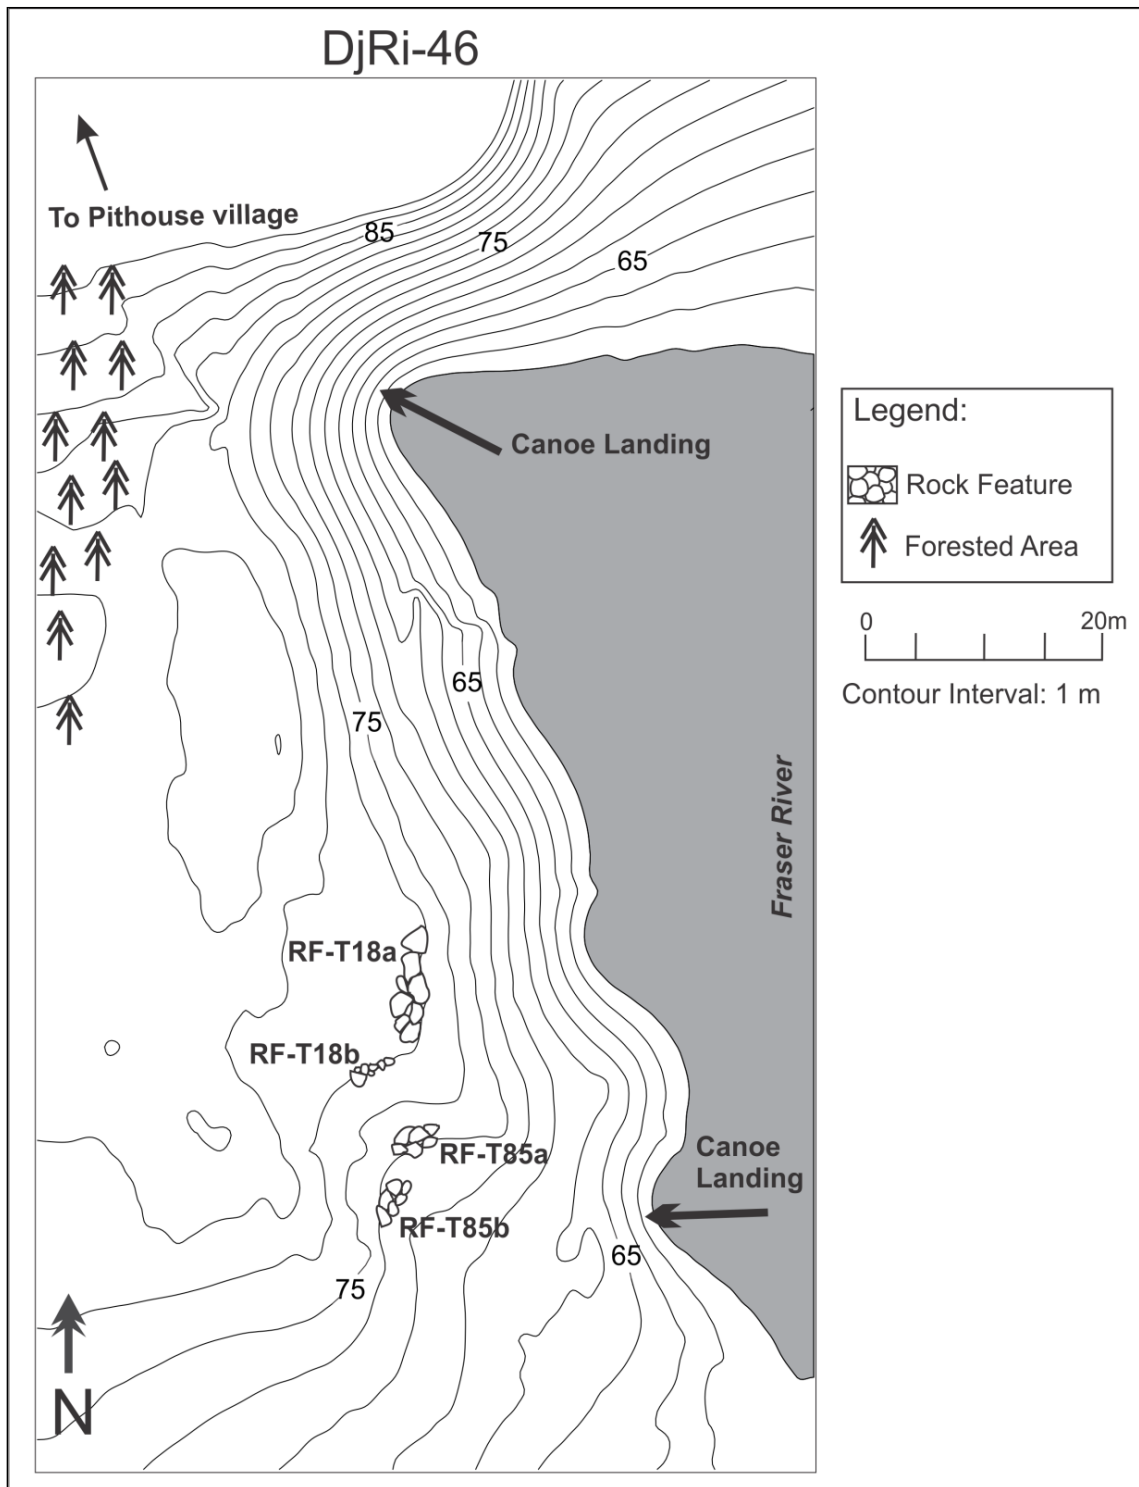 DjRi-46
To Pithouse village
85
75
65
Canoe Landing
Legend:
Rock Feature
Forested Area
0 20m
Contour Interval: 1 m
65
75
Fraser River
RF-T18a
RF-T18b
RF-T85a
Canoe
Landing
RF-T85b
65
75
N